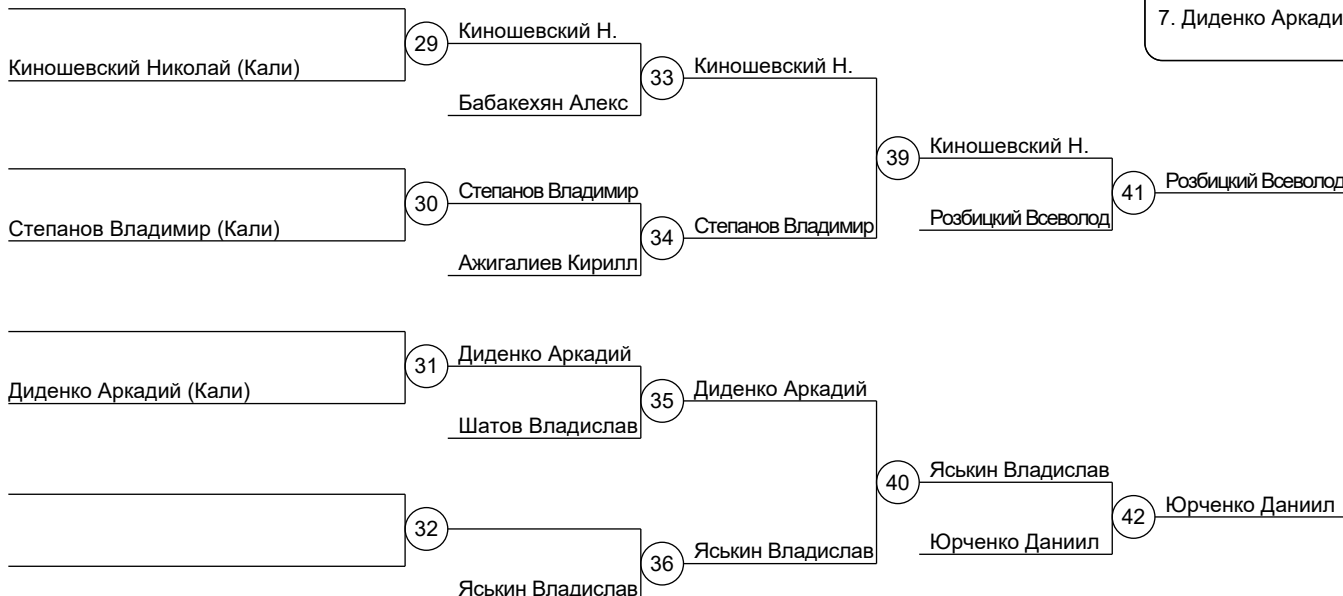 7. Диденко Аркади
29
Киношевский Н.
Киношевский Николай (Кали)
33
Киношевский Н.
Бабакехян Алекс
39
Киношевский Н.
30
Степанов Владимир
41
Розбицкий Всеволод
Степанов Владимир (Кали)
34
Степанов Владимир
Розбицкий Всеволод
Ажигалиев Кирилл
31
Диденко Аркадий
Диденко Аркадий (Кали)
35
Диденко Аркадий
Шатов Владислав
40
Яськин Владислав
32
42
Юрченко Даниил
36
Яськин Владислав
Юрченко Даниил
Яськин Владислав